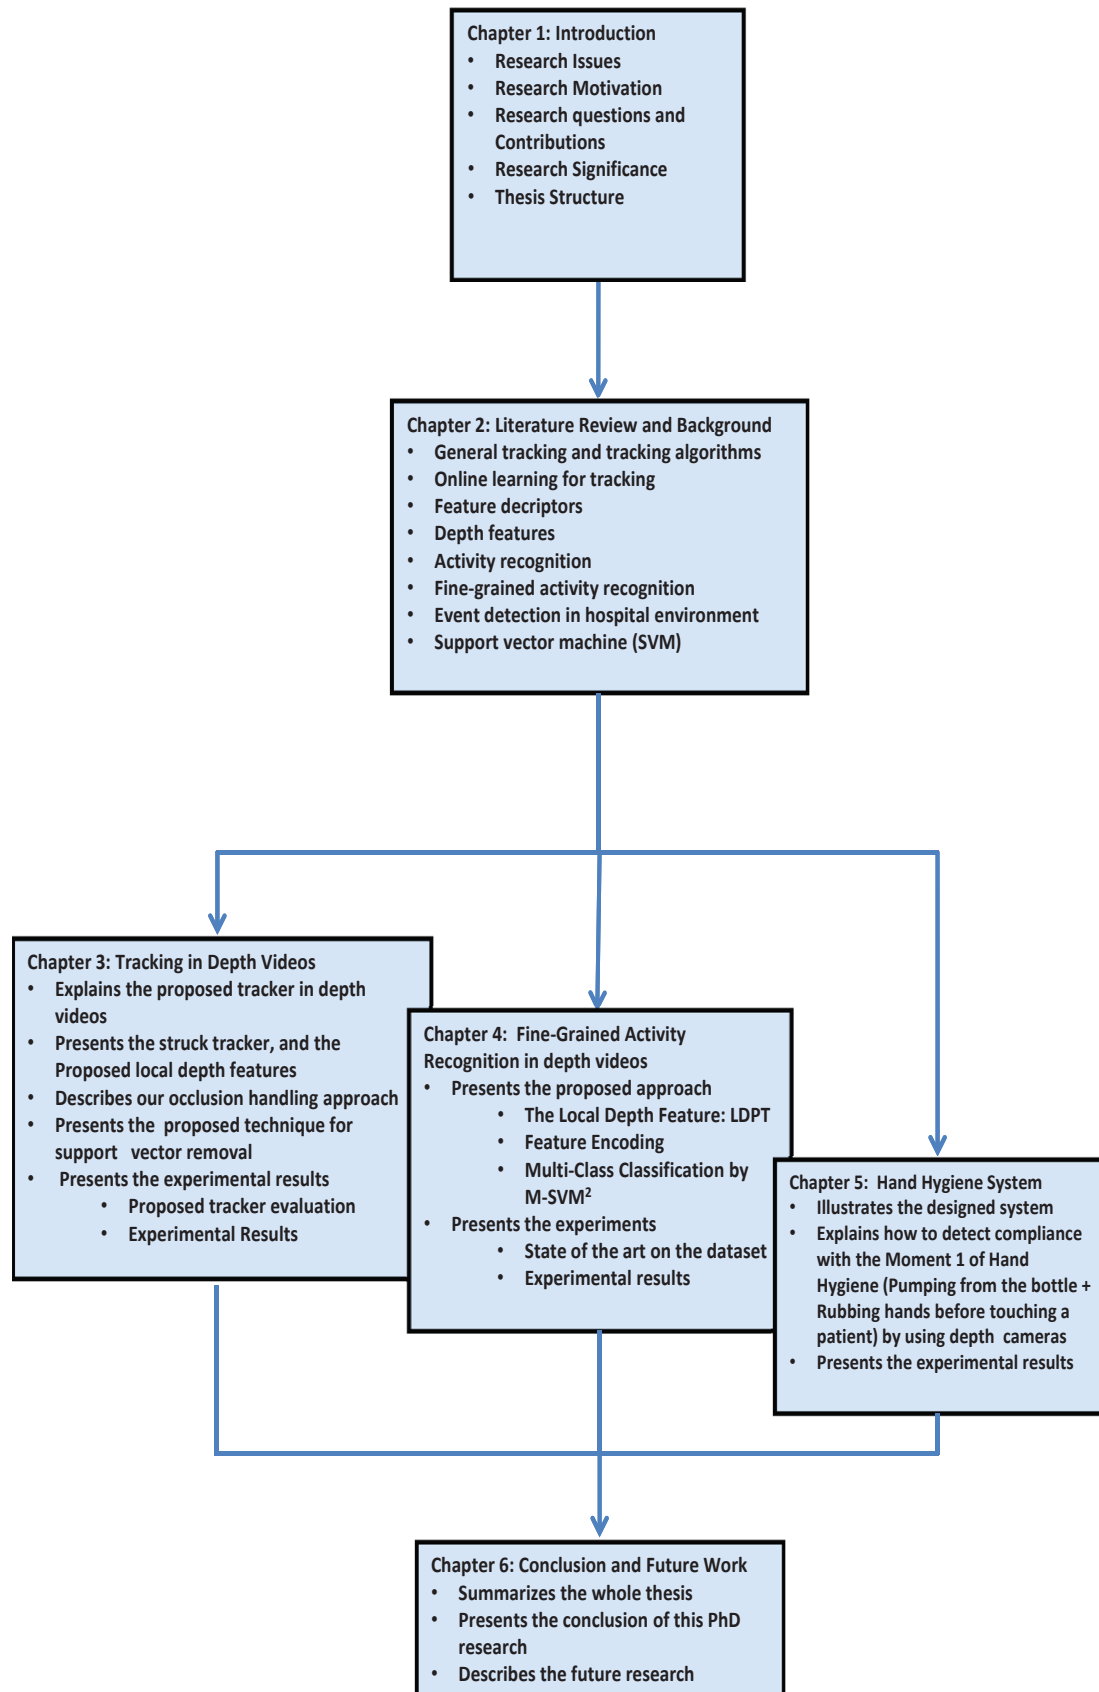 Chapter 1: Introduction
• Research Issues
• Research Motivation
• Research questions and
Contributions
• Research Significance
• Thesis Structure
Chapter 2: Literature Review and Background
• General tracking and tracking algorithms
• Online learning for tracking
• Feature decriptors
• Depth features
• Activity recognition
• Fine-grained activity recognition
• Event detection in hospital environment
• Support vector machine (SVM)
Chapter 3: Tracking in Depth Videos
• Explains the proposed tracker in depth
videos
• Presents the struck tracker, and the
Proposed local depth features
• Describes our occlusion handling approach
• Presents the proposed technique for
support vector removal
• Presents the experimental results
• Proposed tracker evaluation
• Experimental Results
Chapter 4: Fine-Grained Activity
Recognition in depth videos
• Presents the proposed approach
• The Local Depth Feature: LDPT
• Feature Encoding
• Multi-Class Classification by
M-SVM²
• Presents the experiments
• State of the art on the dataset
• Experimental results
Chapter 5: Hand Hygiene System
• Illustrates the designed system
• Explains how to detect compliance
with the Moment 1 of Hand
Hygiene (Pumping from the bottle +
Rubbing hands before touching a
patient) by using depth cameras
• Presents the experimental results
Chapter 6: Conclusion and Future Work
• Summarizes the whole thesis
• Presents the conclusion of this PhD
research
• Describes the future research